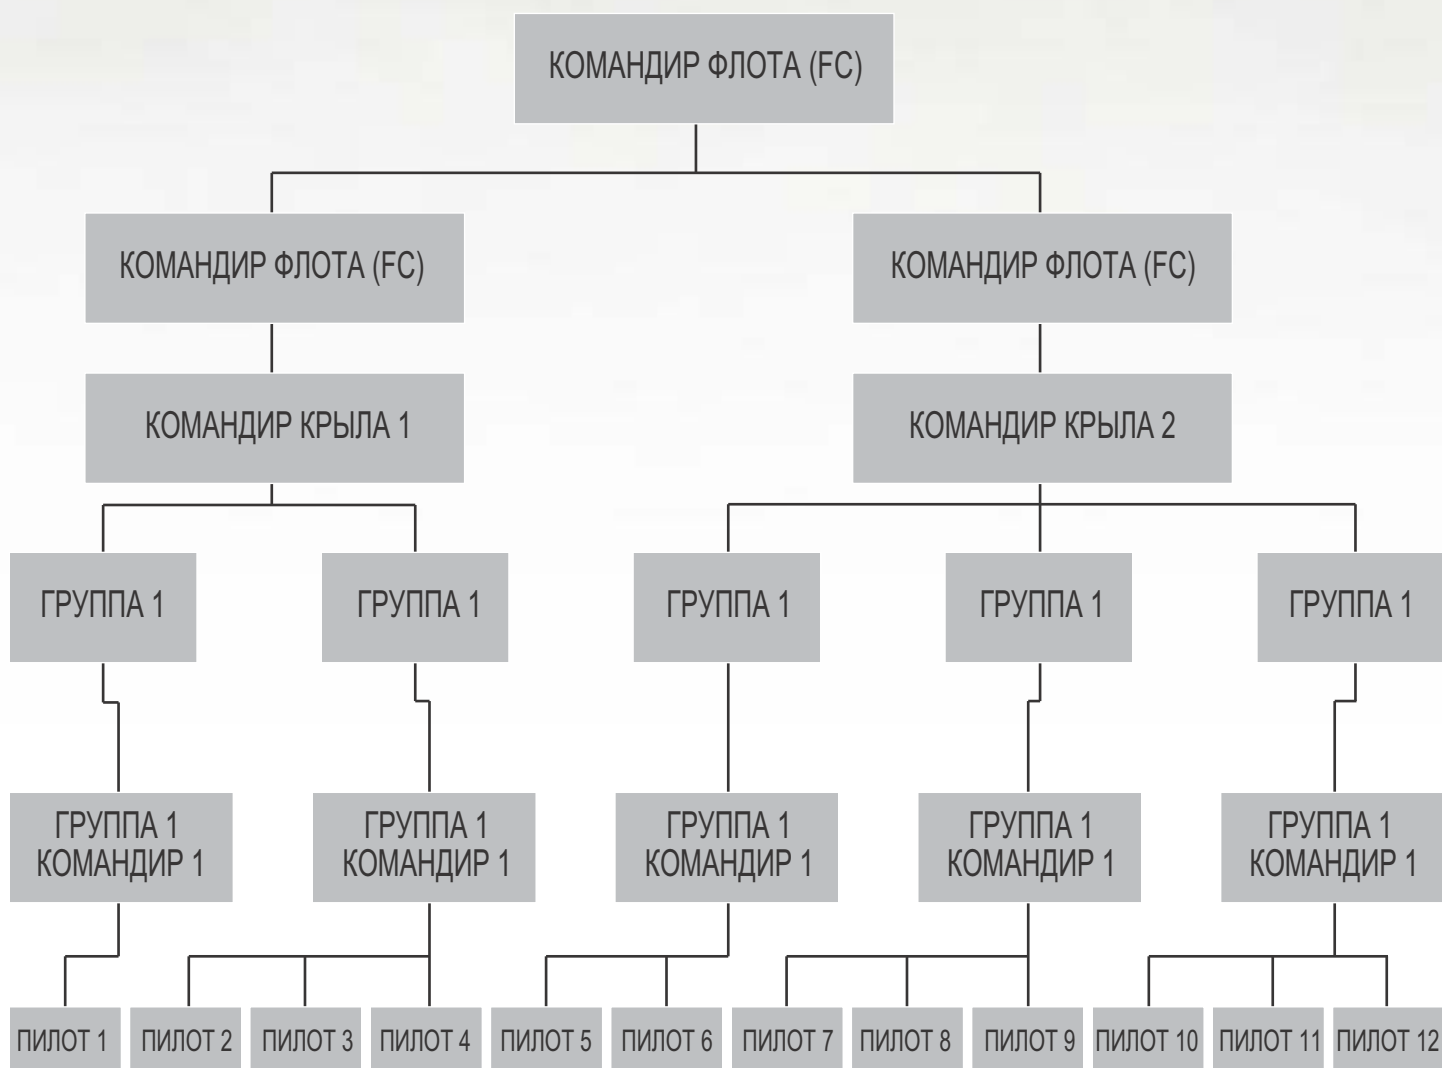 КОМАНДИР ФЛОТА (FC)
КОМАНДИР ФЛОТА (FC)
КОМАНДИР ФЛОТА (FC)
КОМАНДИР КРЫЛА 1
КОМАНДИР КРЫЛА 2
ГРУППА 1
ГРУППА 1
ГРУППА 1
ГРУППА 1
ГРУППА 1
ГРУППА 1
КОМАНДИР 1
ГРУППА 1
КОМАНДИР 1
ГРУППА 1
КОМАНДИР 1
ГРУППА 1
КОМАНДИР 1
ГРУППА 1
КОМАНДИР 1
ПИЛОТ 1
ПИЛОТ 2
ПИЛОТ 3
ПИЛОТ 4
ПИЛОТ 5
ПИЛОТ 6
ПИЛОТ 7
ПИЛОТ 8
ПИЛОТ 9
ПИЛОТ 10
ПИЛОТ 11
ПИЛОТ 12